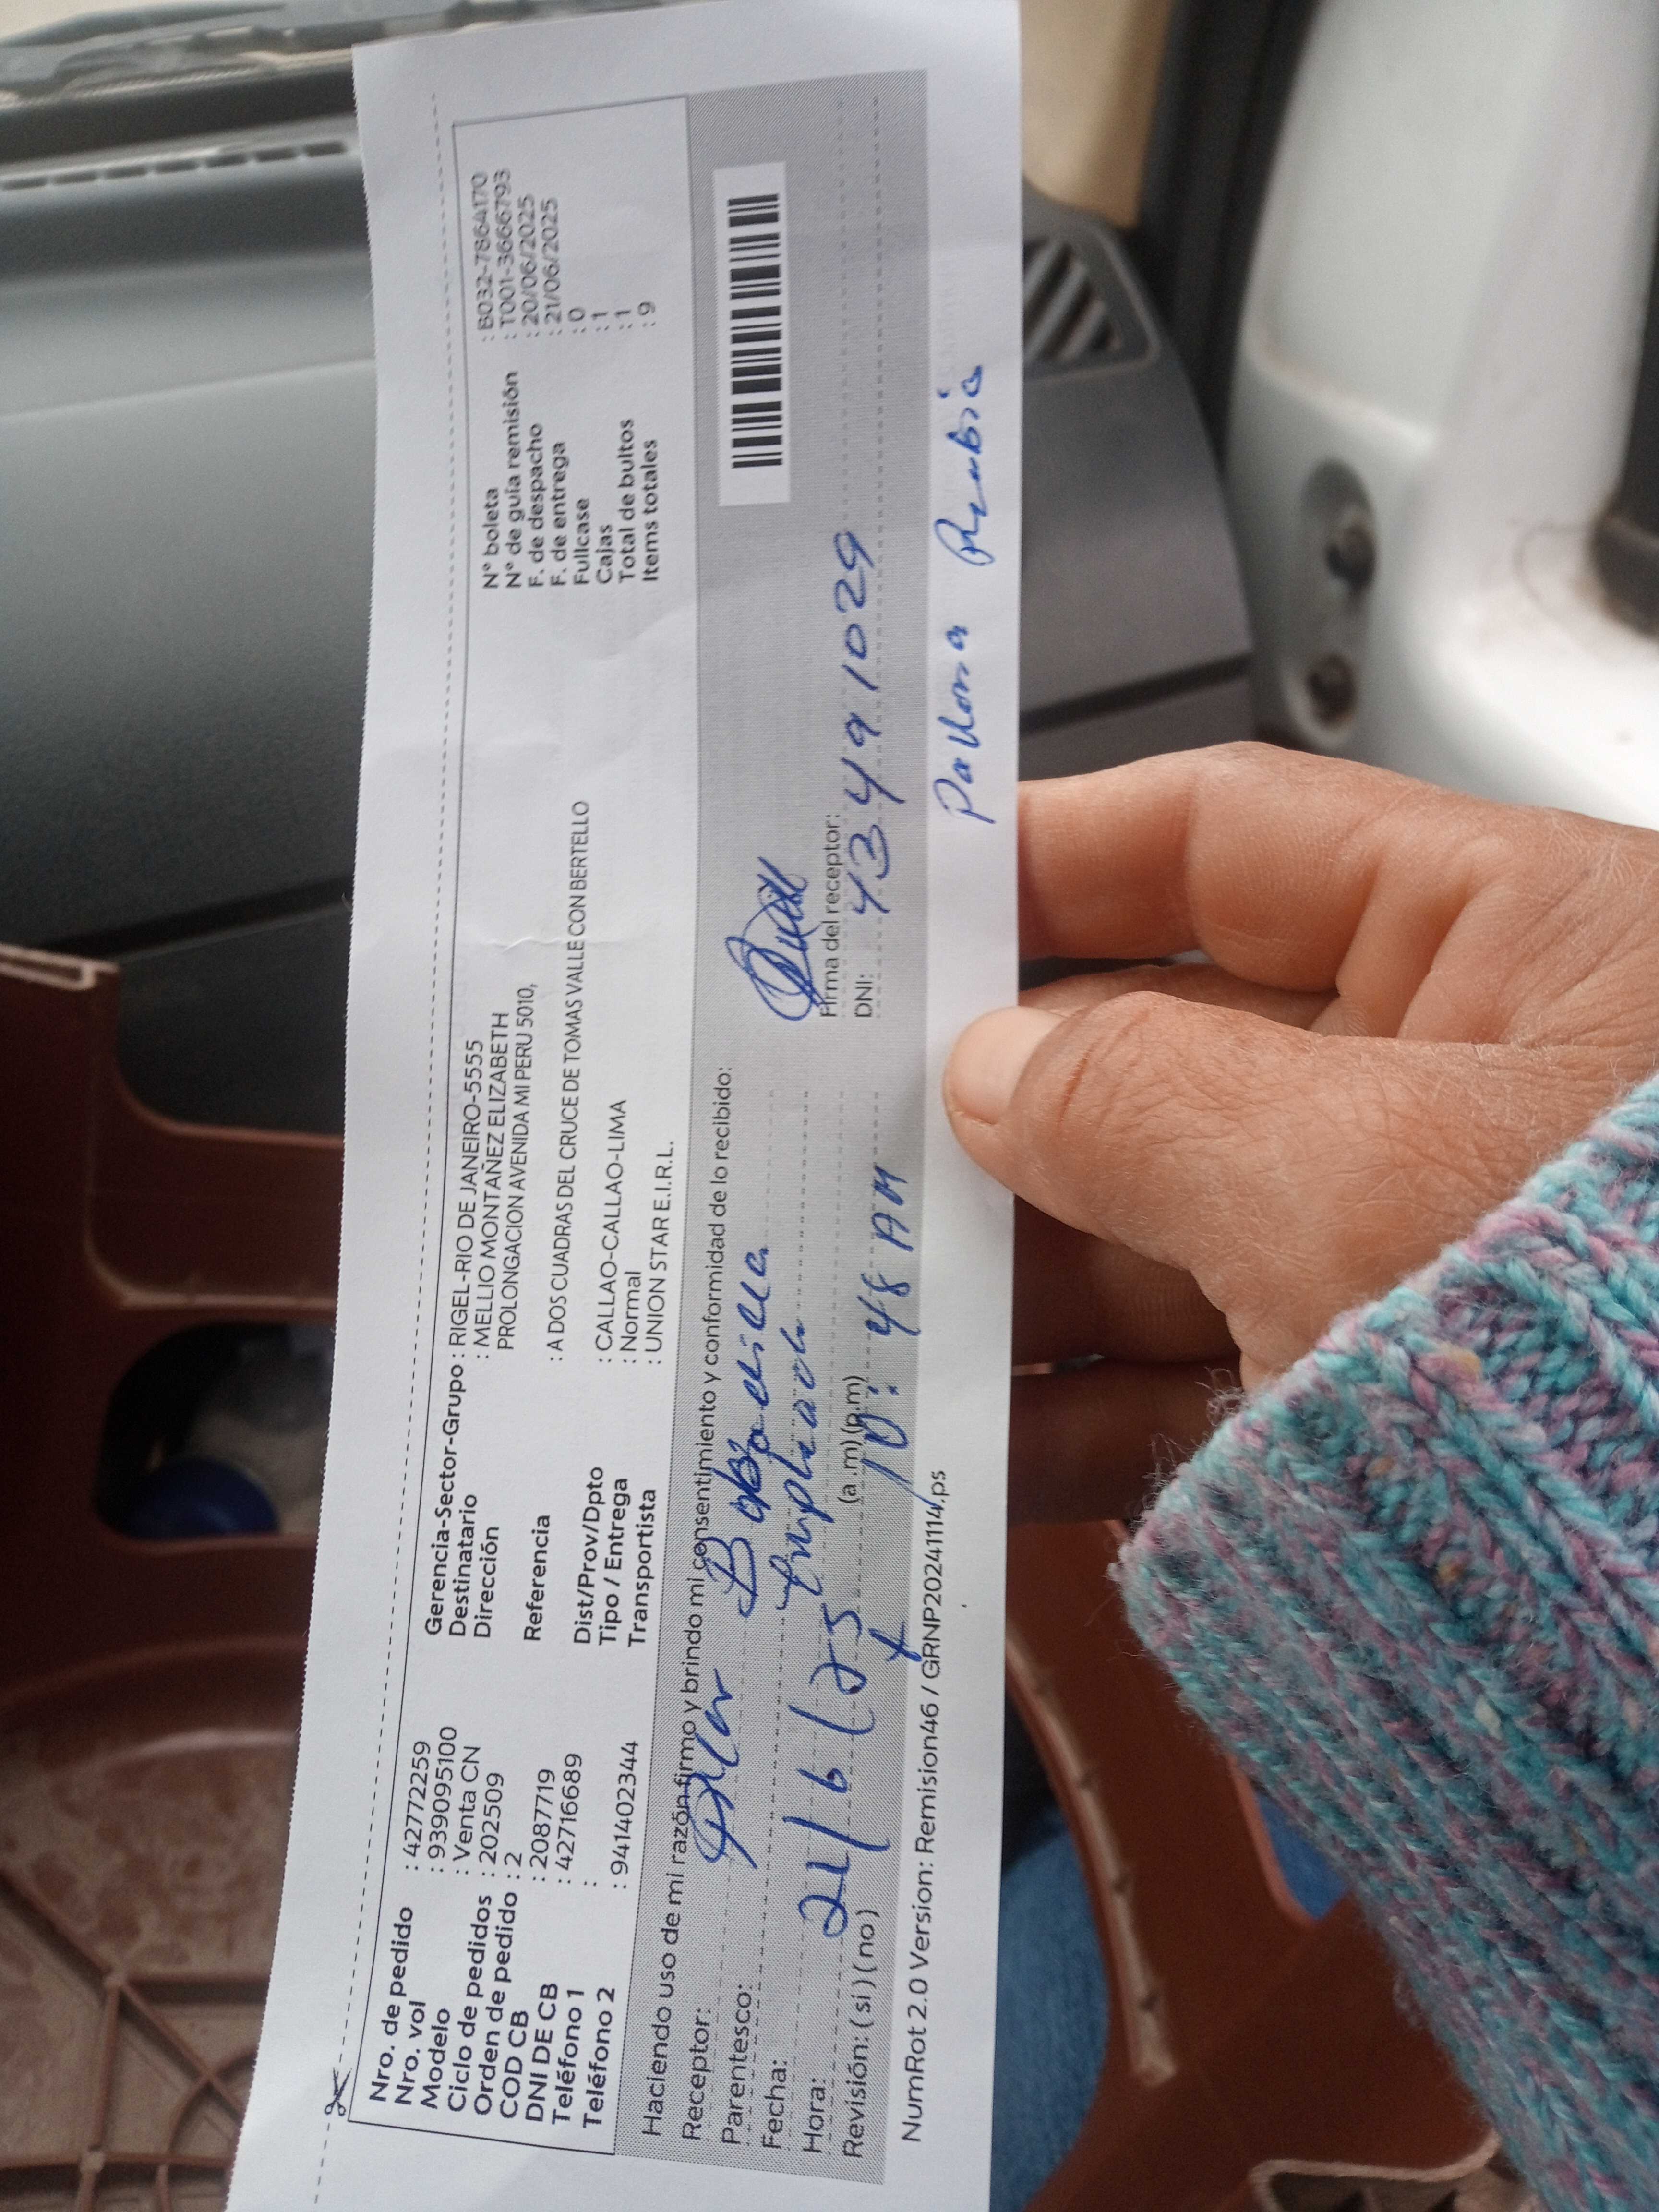 Nro. de pedido : 42772259
Nro. vol : 9390095100
Modelo : Venta CN
Ciclo de pedidos : 202509
Orden de pedido : 2
COD CB : 2087719
DNI DE CB : 42716689
Teléfono 1 :
Teléfono 2 : 941402344
Gerencia-Sector-Grupo : RIGEL-RIO DE JANEIRO-5555
Destinatario : MELLIO MONTAÑEZ ELIZABETH
Dirección PROLONGACION AVENIDA MI PERU 5010,
Referencia : A DOS CUADRAS DEL CRUCE DE TOMAS VALLE CON BERTELLO
Dist/Prov/Dpto : CALLAO-CALLAO-LIMA
Tipo / Entrega : Normal
Transportista : UNION STAR E.I.R.L.
N° boleta : B032-7864170
N° de guía remisión : T001-3666793
F. de despacho : 20/06/2025
F. de entrega : 21/06/2025
Fullcase : 0
Cajas : 1
Total de bultos : 1
Items totales : 9
Haciendo uso de mi razón firmo y brindo mi consentimiento y conformidad de lo recibido:
Receptor:
Parentesco: Empleado
Fecha: 21/6/25
Hora: (a.m) (p.m) 10:48 AM
Revisión: ( si ) ( no )
Firma del receptor:
DNI: 43491029
NumRot 2.0 Version: Remision46 / GRNP20241114.ps